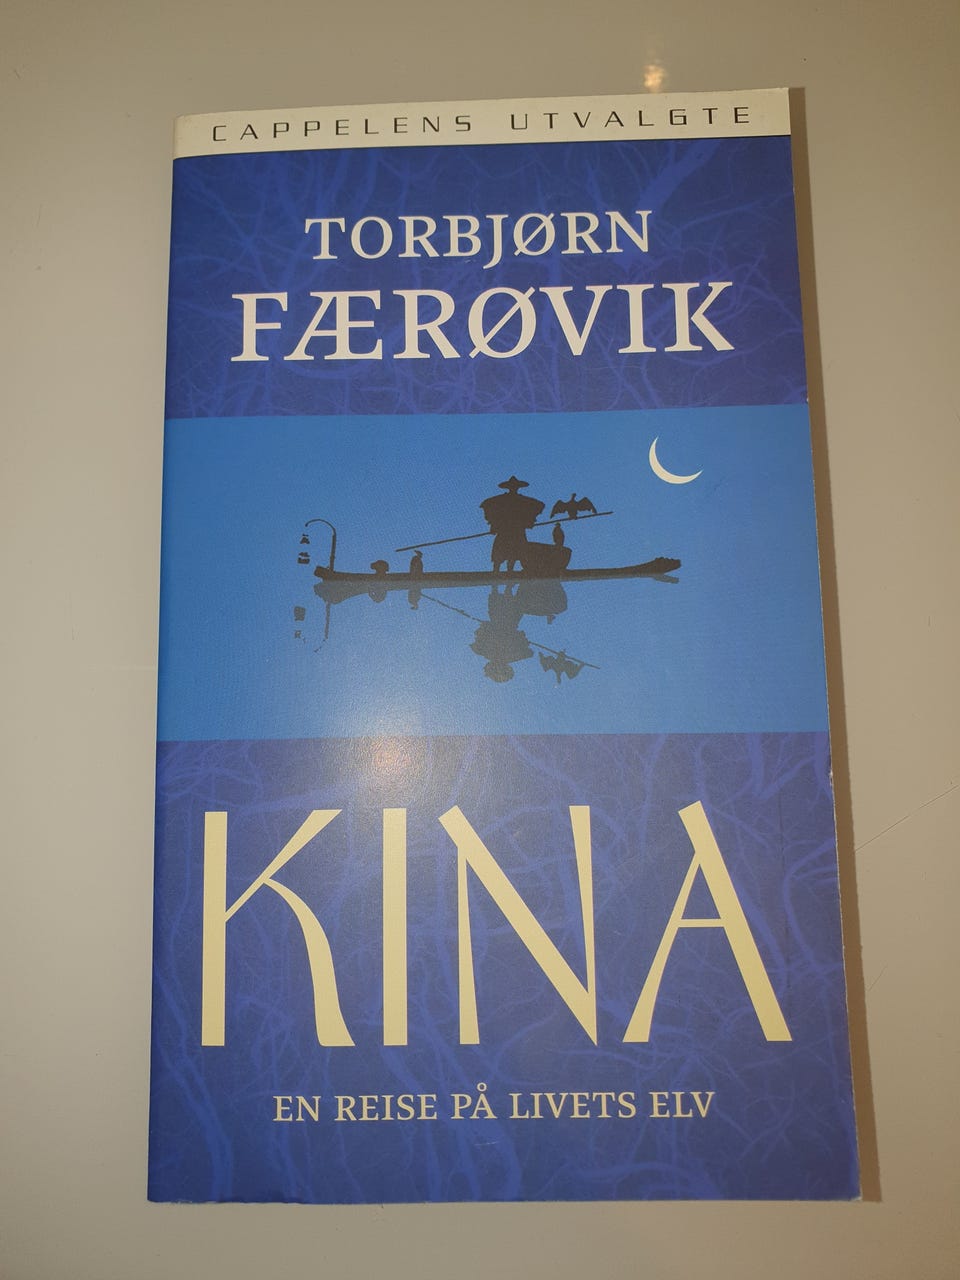 CAPPELENS UTVALGTE
TORBJØRN
FÆRØVIK
KINA
EN REISE PÅ LIVETS ELV